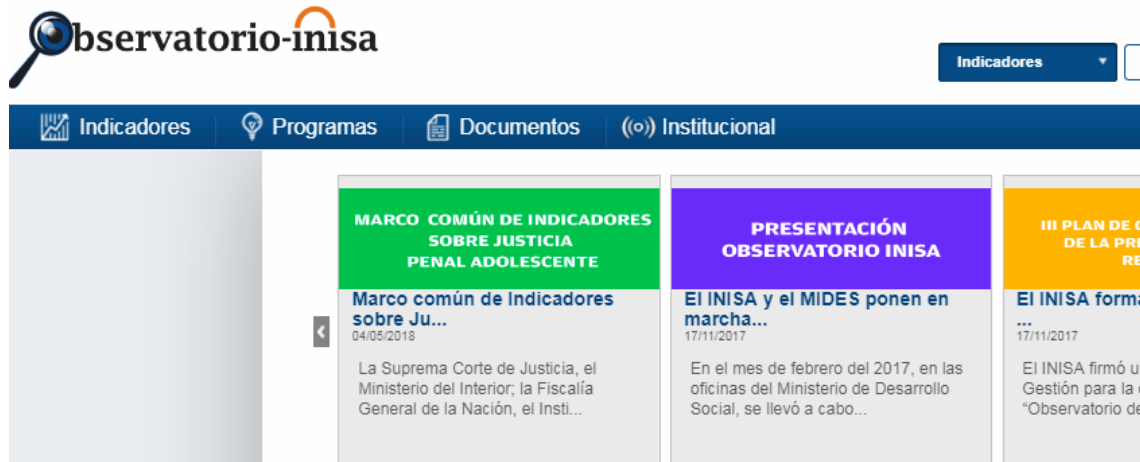 Observatorio-inisa
Indicadores
Indicadores
Programas
Documentos
Institucional
MARCO COMÚN DE INDICADORES
SOBRE JUSTICIA
PENAL ADOLESCENTE
Marco común de Indicadores
sobre Ju...
04/05/2018
La Suprema Corte de Justicia, el
Ministerio del Interior; la Fiscalía
General de la Nación, el Insti...
PRESENTACIÓN
OBSERVATORIO INISA
El INISA y el MIDES ponen en
marcha...
17/11/2017
En el mes de febrero del 2017, en las
oficinas del Ministerio de Desarrollo
Social, se llevó a cabo...
III PLAN DE
DE LA
El INISA
...
17/11/2017
El INISA firmó
Gestión para la
"Observatorio